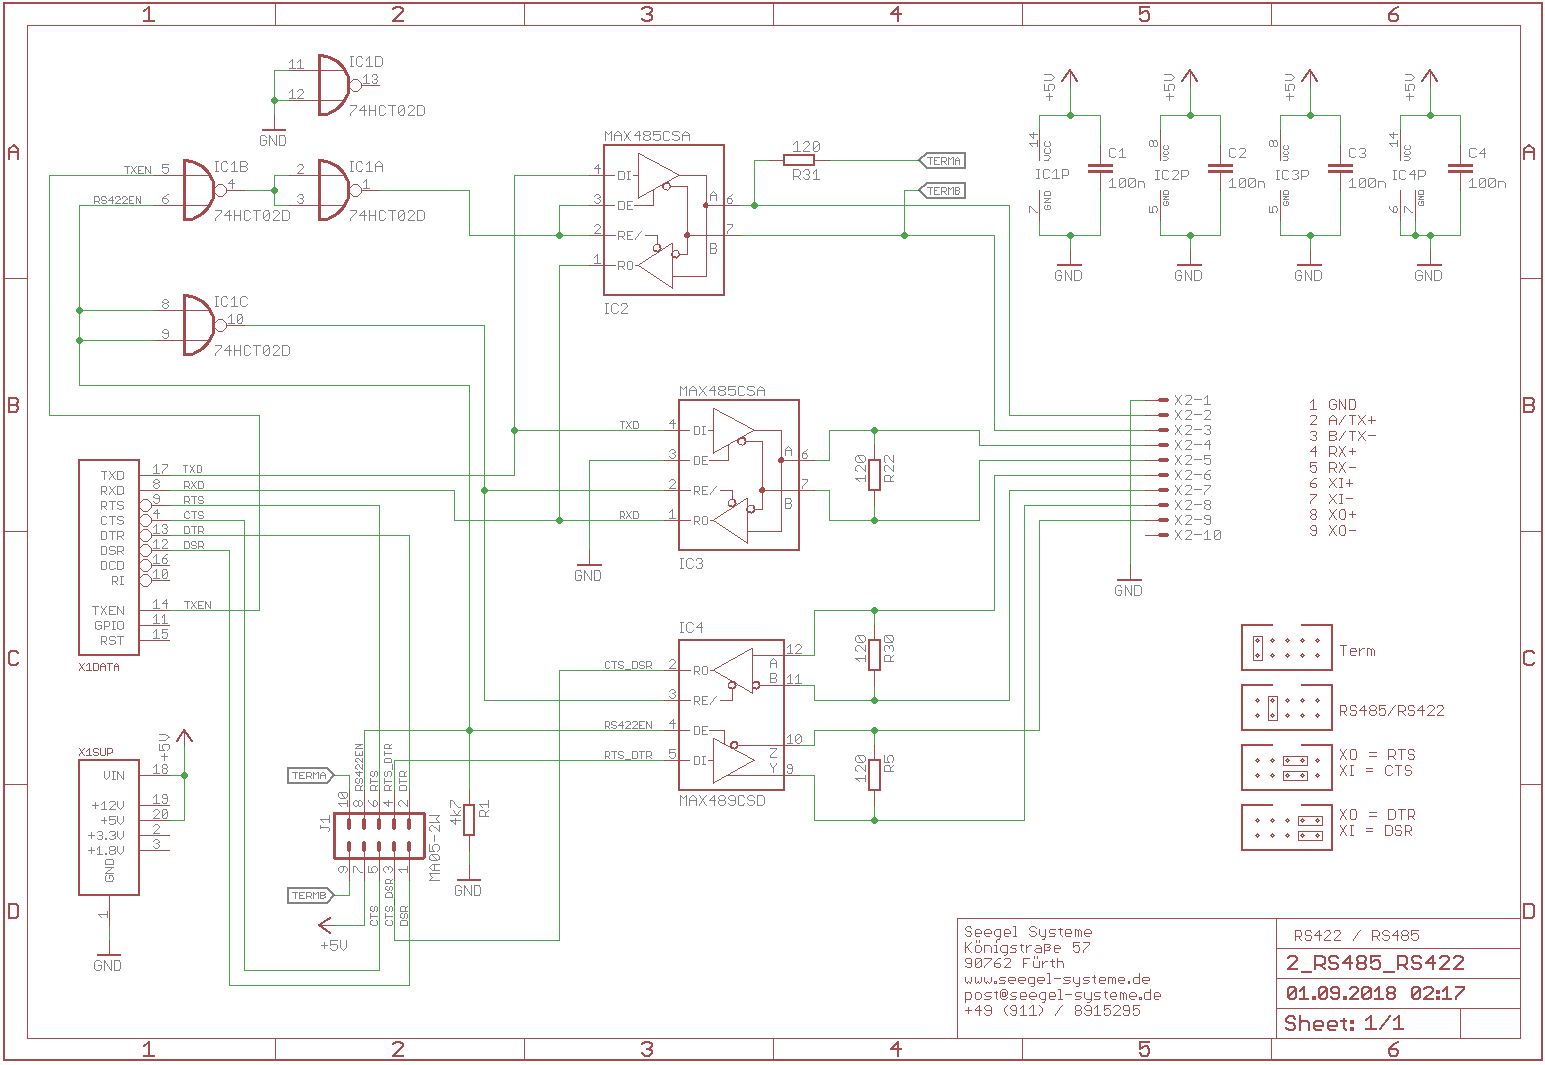 1 2 3 4 5 6
A A
B B
C C
D D
1 2 3 4 5 6
11
12
13
IC1D
74HCT02D
GND
TXEN 5
RS422EN 6
4
IC1B
74HCT02D
2
3
1
IC1A
74HCT02D
8
9
10
IC1C
74HCT02D
MAX485CSA
4 DI
3 DE
2 RE/
1 RO
A 6
B 7
IC2
120
R31
TERMA
TERMB
+5V
14 VCC
IC1P
7 GND
C1
100n
GND
+5V
8 VCC
IC2P
5 GND
C2
100n
GND
+5V
8 VCC
IC3P
5 GND
C3
100n
GND
+5V
14 VCC
IC4P
6 7 GND
C4
100n
GND
MAX485CSA
TXD 4 DI
3 DE
2 RE/
RXD 1 RO
A 6
B 7
IC3
GND
120
R22
X2-1
X2-2
X2-3
X2-4
X2-5
X2-6
X2-7
X2-8
X2-9
X2-10
GND
1 GND
2 A/TX+
3 B/TX-
4 RX+
5 RX-
6 XI+
7 XI-
8 XO+
9 XO-
TXD 17 TXD
RXD 8 RXD
RTS 9 RTS
CTS 4 CTS
DTR 13 DTR
DSR 12 DSR
DCD 16
RI 10
TXEN 14 TXEN
GPIO 11
RST 15
X1DATA
IC4
CTS_DSR 2 RO
3 RE/
RS422EN 4 DE
RTS_DTR 5 DI
A 12
B 11
Z 10
Y 9
MAX489CSD
120
R30
120
R5
X1SUP
+5V
VIN 18
+12V 19
+5V 20
+3.3V 2
+1.8V 3
GND
1
GND
TERMA
TERMB
RS422EN
RTS
RTS_DTR
DTR
10 8 6 4 2
J1
MA05-2W
9 7 5 3 1
CTS
CTS_DSR
DSR
+5V
4k7
R1
GND
Term
RS485/RS422
XO = RTS
XI = CTS
XO = DTR
XI = DSR
Seegel Systeme
Königstraße 57
90762 Fürth
www.seegel-systeme.de
post@seegel-systeme.de
+49 (911) / 8915295
RS422 / RS485
2_RS485_RS422
01.09.2018 02:17
Sheet: 1/1